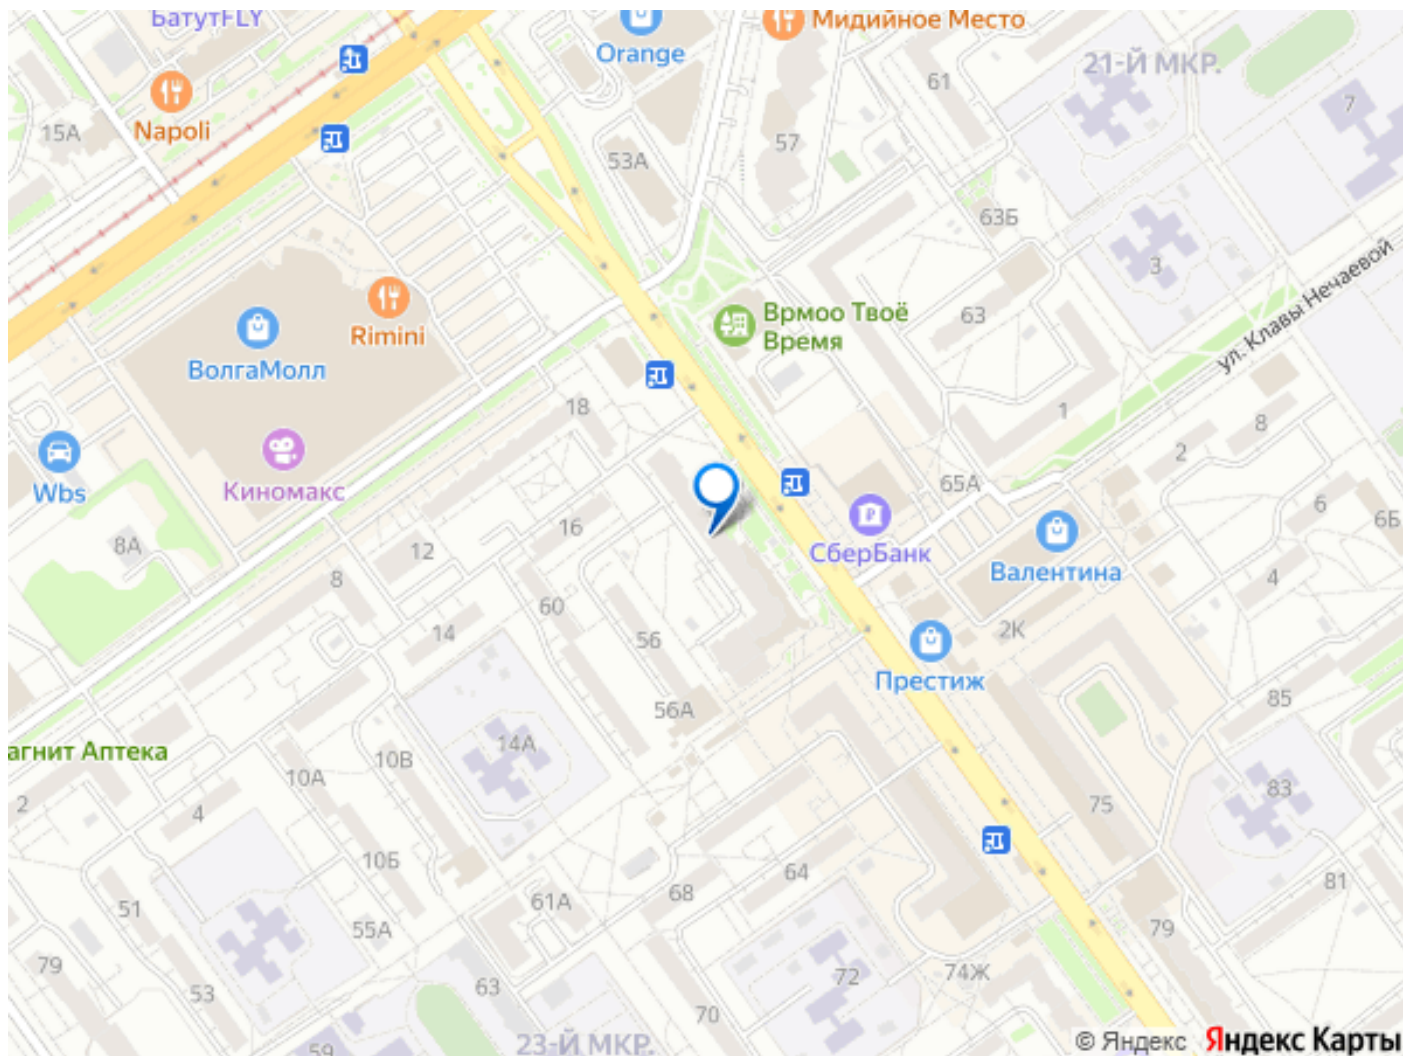 БатутFLY
Мидийное Место
Orange
61
21-Й МКР.
7
Napoli
15А
57
53А
63Б
3
ул. Клавы Нечаевой
Врмоо Твоё
Время
63
Rimini
ВолгаМолл
18
1
8
2
Киномакс
Wbs
65А
6
6Б
16
СберБанк
Валентина
8А
12
8
4
60
14
56
2К
Престиж
85
56А
14А
агнит Аптека
10В
10А
83
2
4
75
10Б
64
68
81
51
61А
55А
79
79
53
63
72
74Ж
70
59
23-Й МКР.
© Яндекс Яндекс Карты